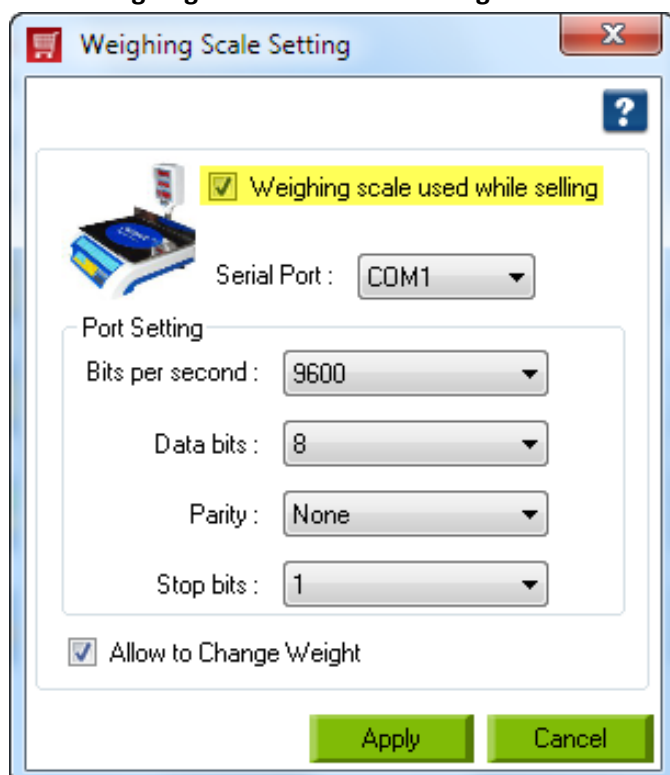 Weighing Scale Setting
?
Weighing scale used while selling
Serial Port : COM1
Port Setting
Bits per second : 9600
Data bits : 8
Parity : None
Stop bits : 1
Allow to Change Weight
Apply Cancel